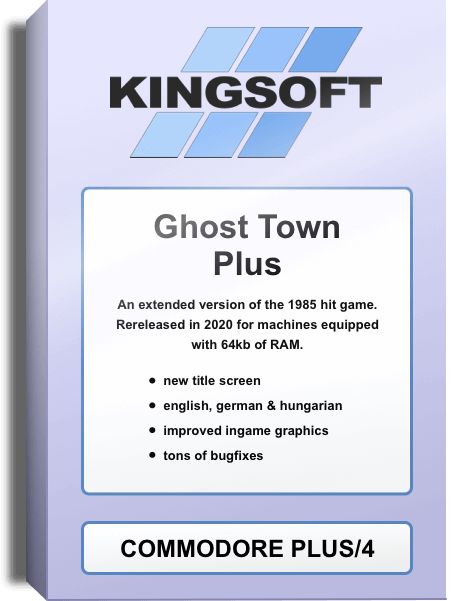 KINGSOFT
Ghost Town
Plus
An extended version of the 1985 hit game.
Rereleased in 2020 for machines equipped
with 64kb of RAM.
• new title screen
• english, german & hungarian
• improved ingame graphics
• tons of bugfixes
COMMODORE PLUS/4